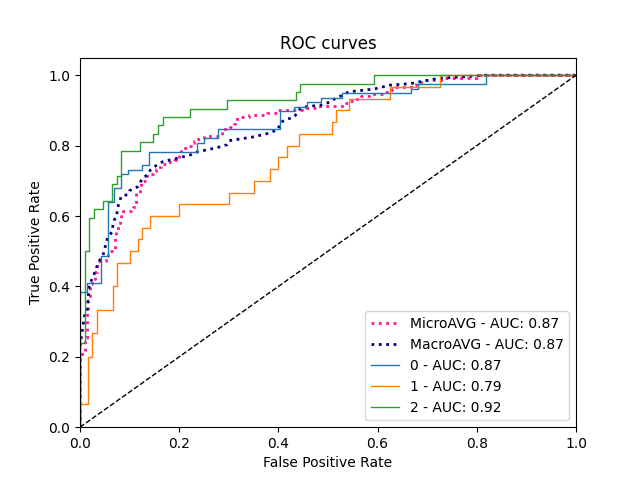 ROC curves
True Positive Rate
1.0
0.8
0.6
0.4
0.2
0.0
MicroAVG - AUC: 0.87
MacroAVG - AUC: 0.87
0 - AUC: 0.87
1 - AUC: 0.79
2 - AUC: 0.92
0.0 0.2 0.4 0.6 0.8 1.0
False Positive Rate